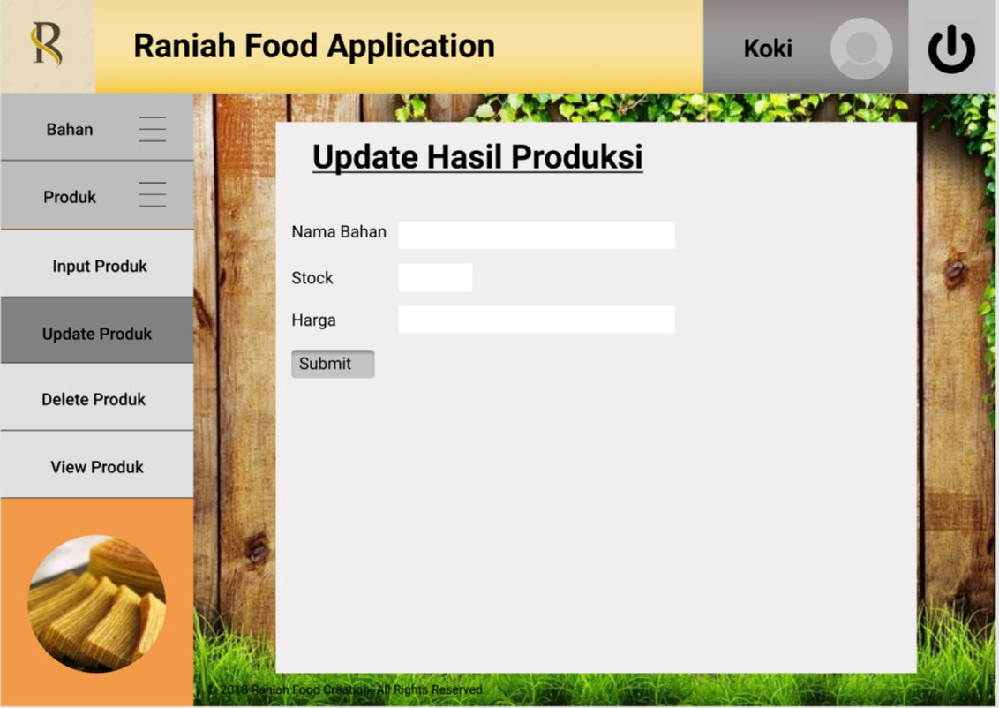 R
Raniah Food Application
Koki
Bahan
Produk
Input Produk
Update Produk
Delete Produk
View Produk
Update Hasil Produksi
Nama Bahan
Stock
Harga
Submit
© 2018 Raniah Food Creation. All Rights Reserved.